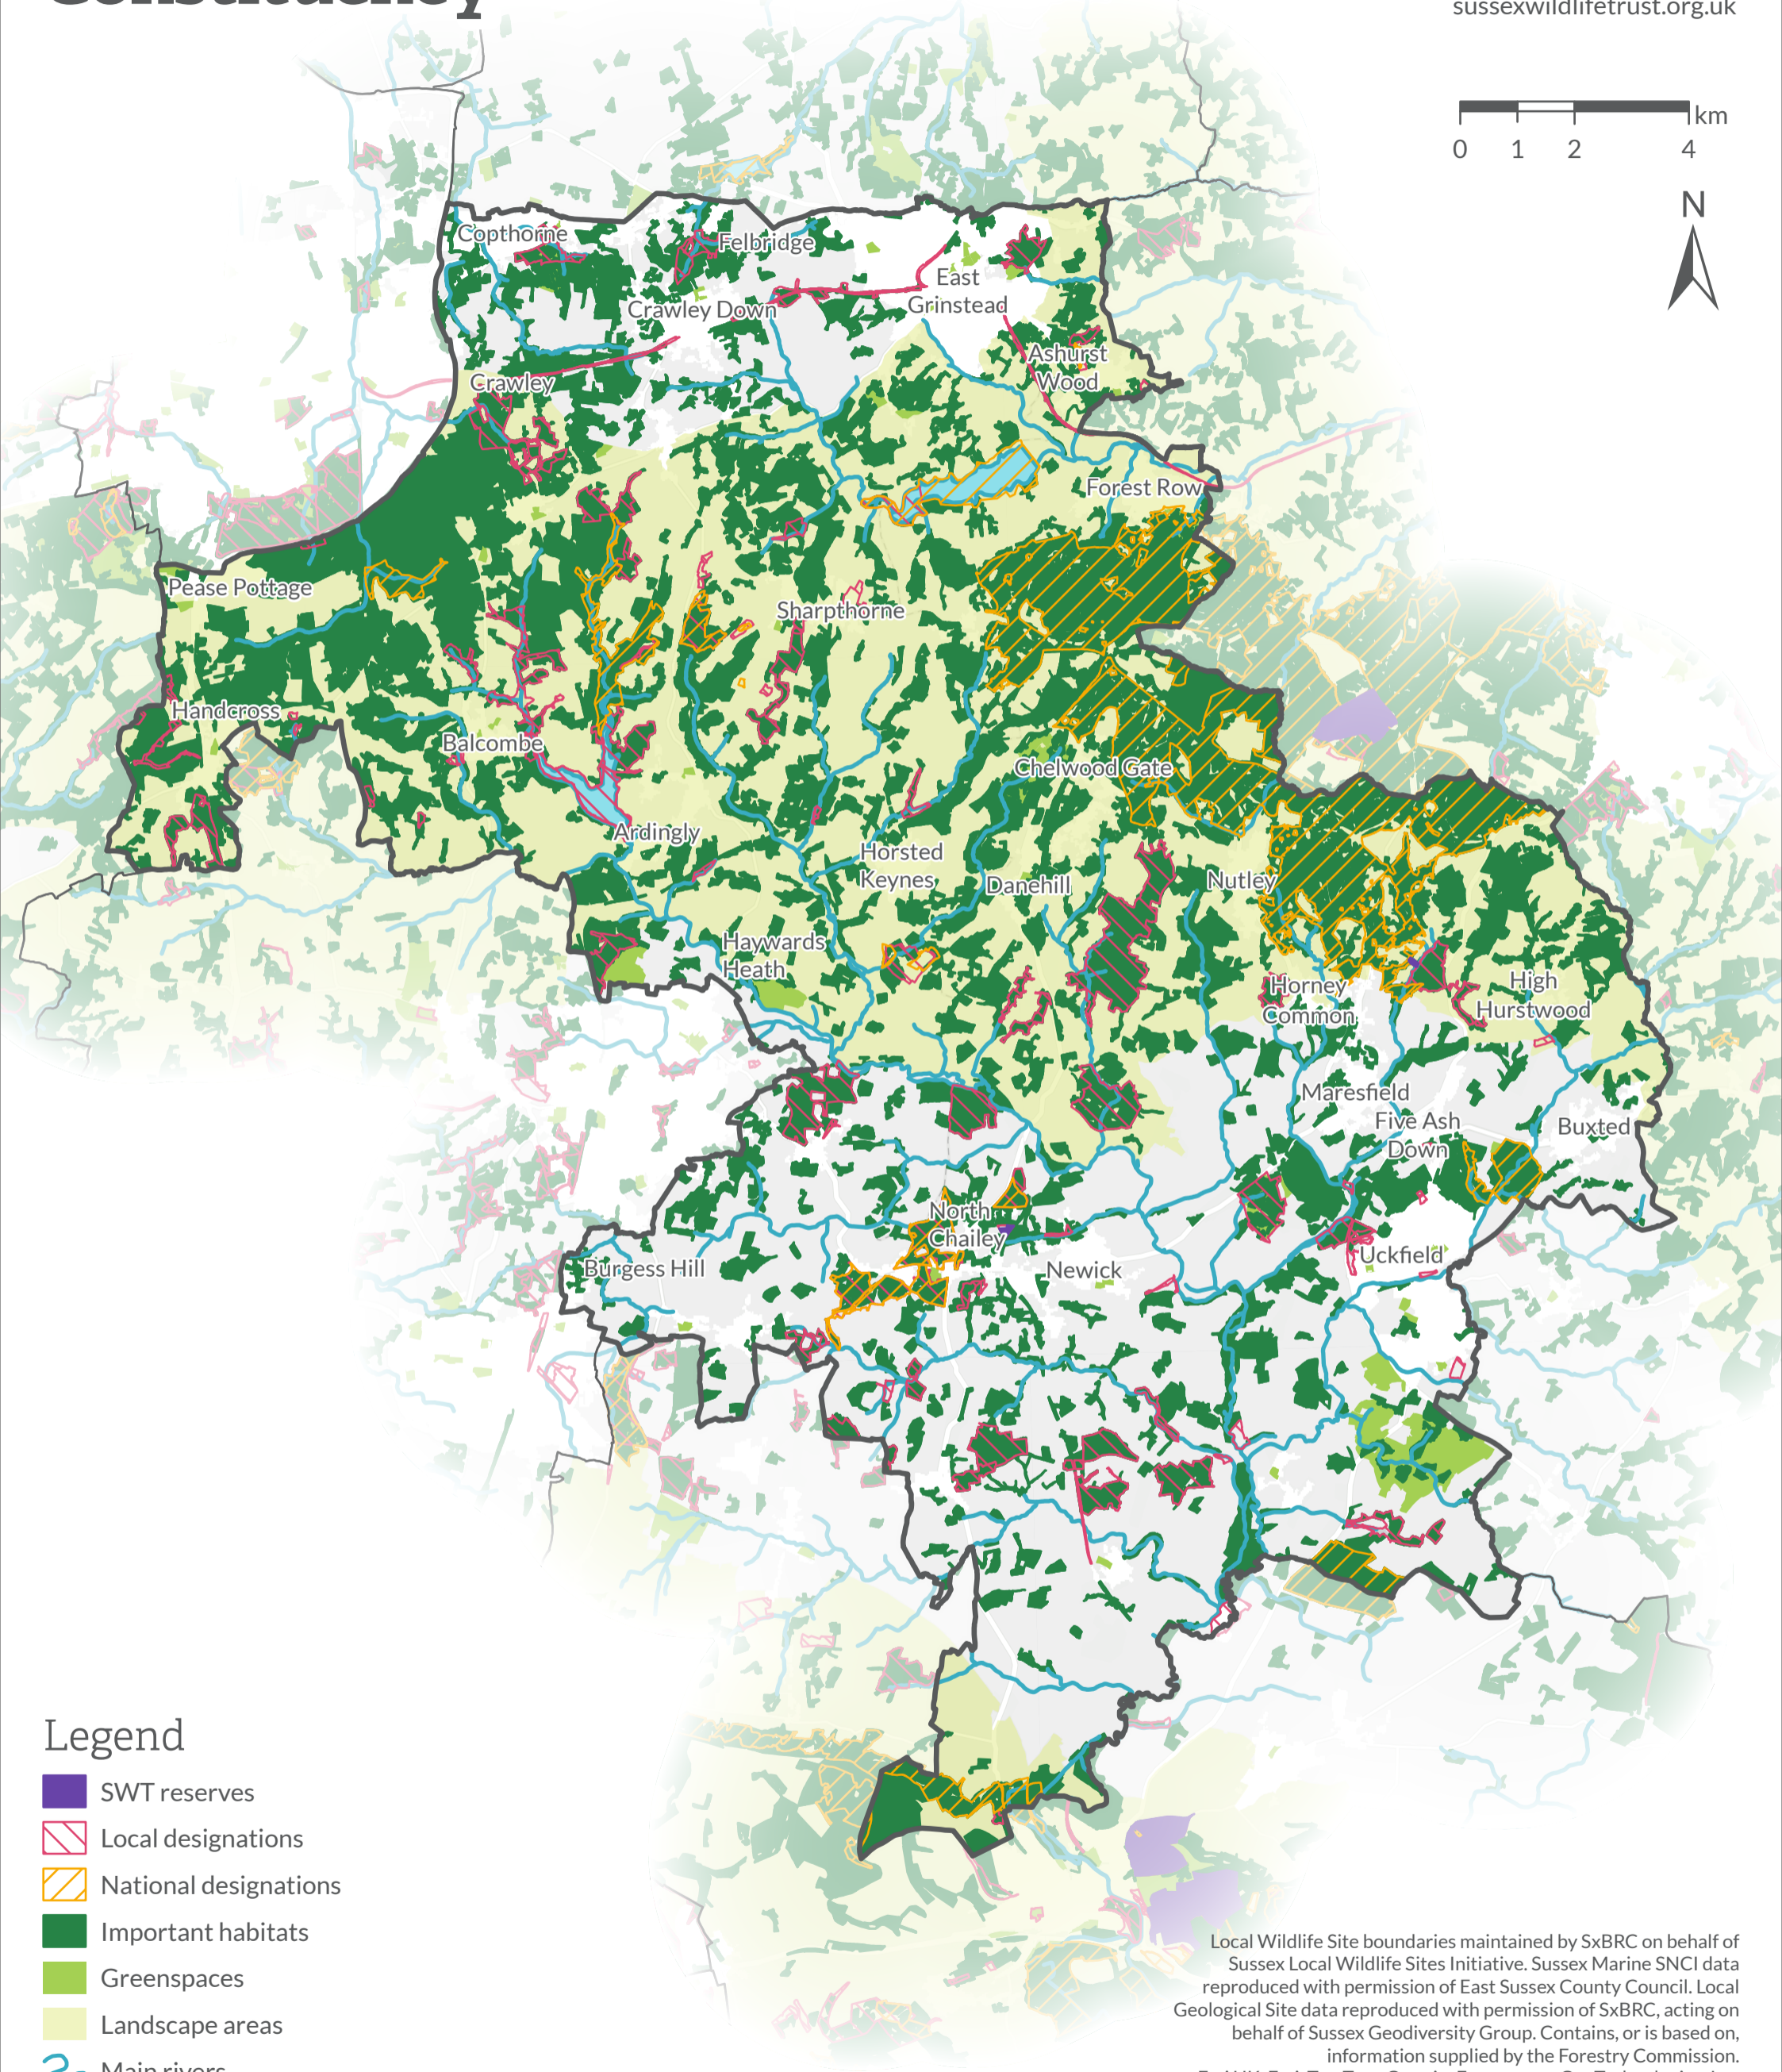 Constituency
sussexwildlifetrust.org.uk
km
0 1 2 4
N
Copthorne
Felbridge
East
Grinstead
Crawley Down
Ashurst
Wood
Crawley
Forest Row
Pease Pottage
Sharpthorne
Handcross
Balcombe
Chelwood Gate
Ardingly
Horsted
Keynes
Danehill
Nutley
Haywards
Heath
Horney
Common
High
Hurstwood
Maresfield
Five Ash
Down
Buxted
North
Chailey
Uckfield
Burgess Hill
Newick
Legend
SWT reserves
Local designations
National designations
Important habitats
Greenspaces
Landscape areas
Main rivers
Local Wildlife Site boundaries maintained by SxBRC on behalf of
Sussex Local Wildlife Sites Initiative. Sussex Marine SNCI data
reproduced with permission of East Sussex County Council. Local
Geological Site data reproduced with permission of SxBRC, acting on
behalf of Sussex Geodiversity Group. Contains, or is based on,
information supplied by the Forestry Commission.